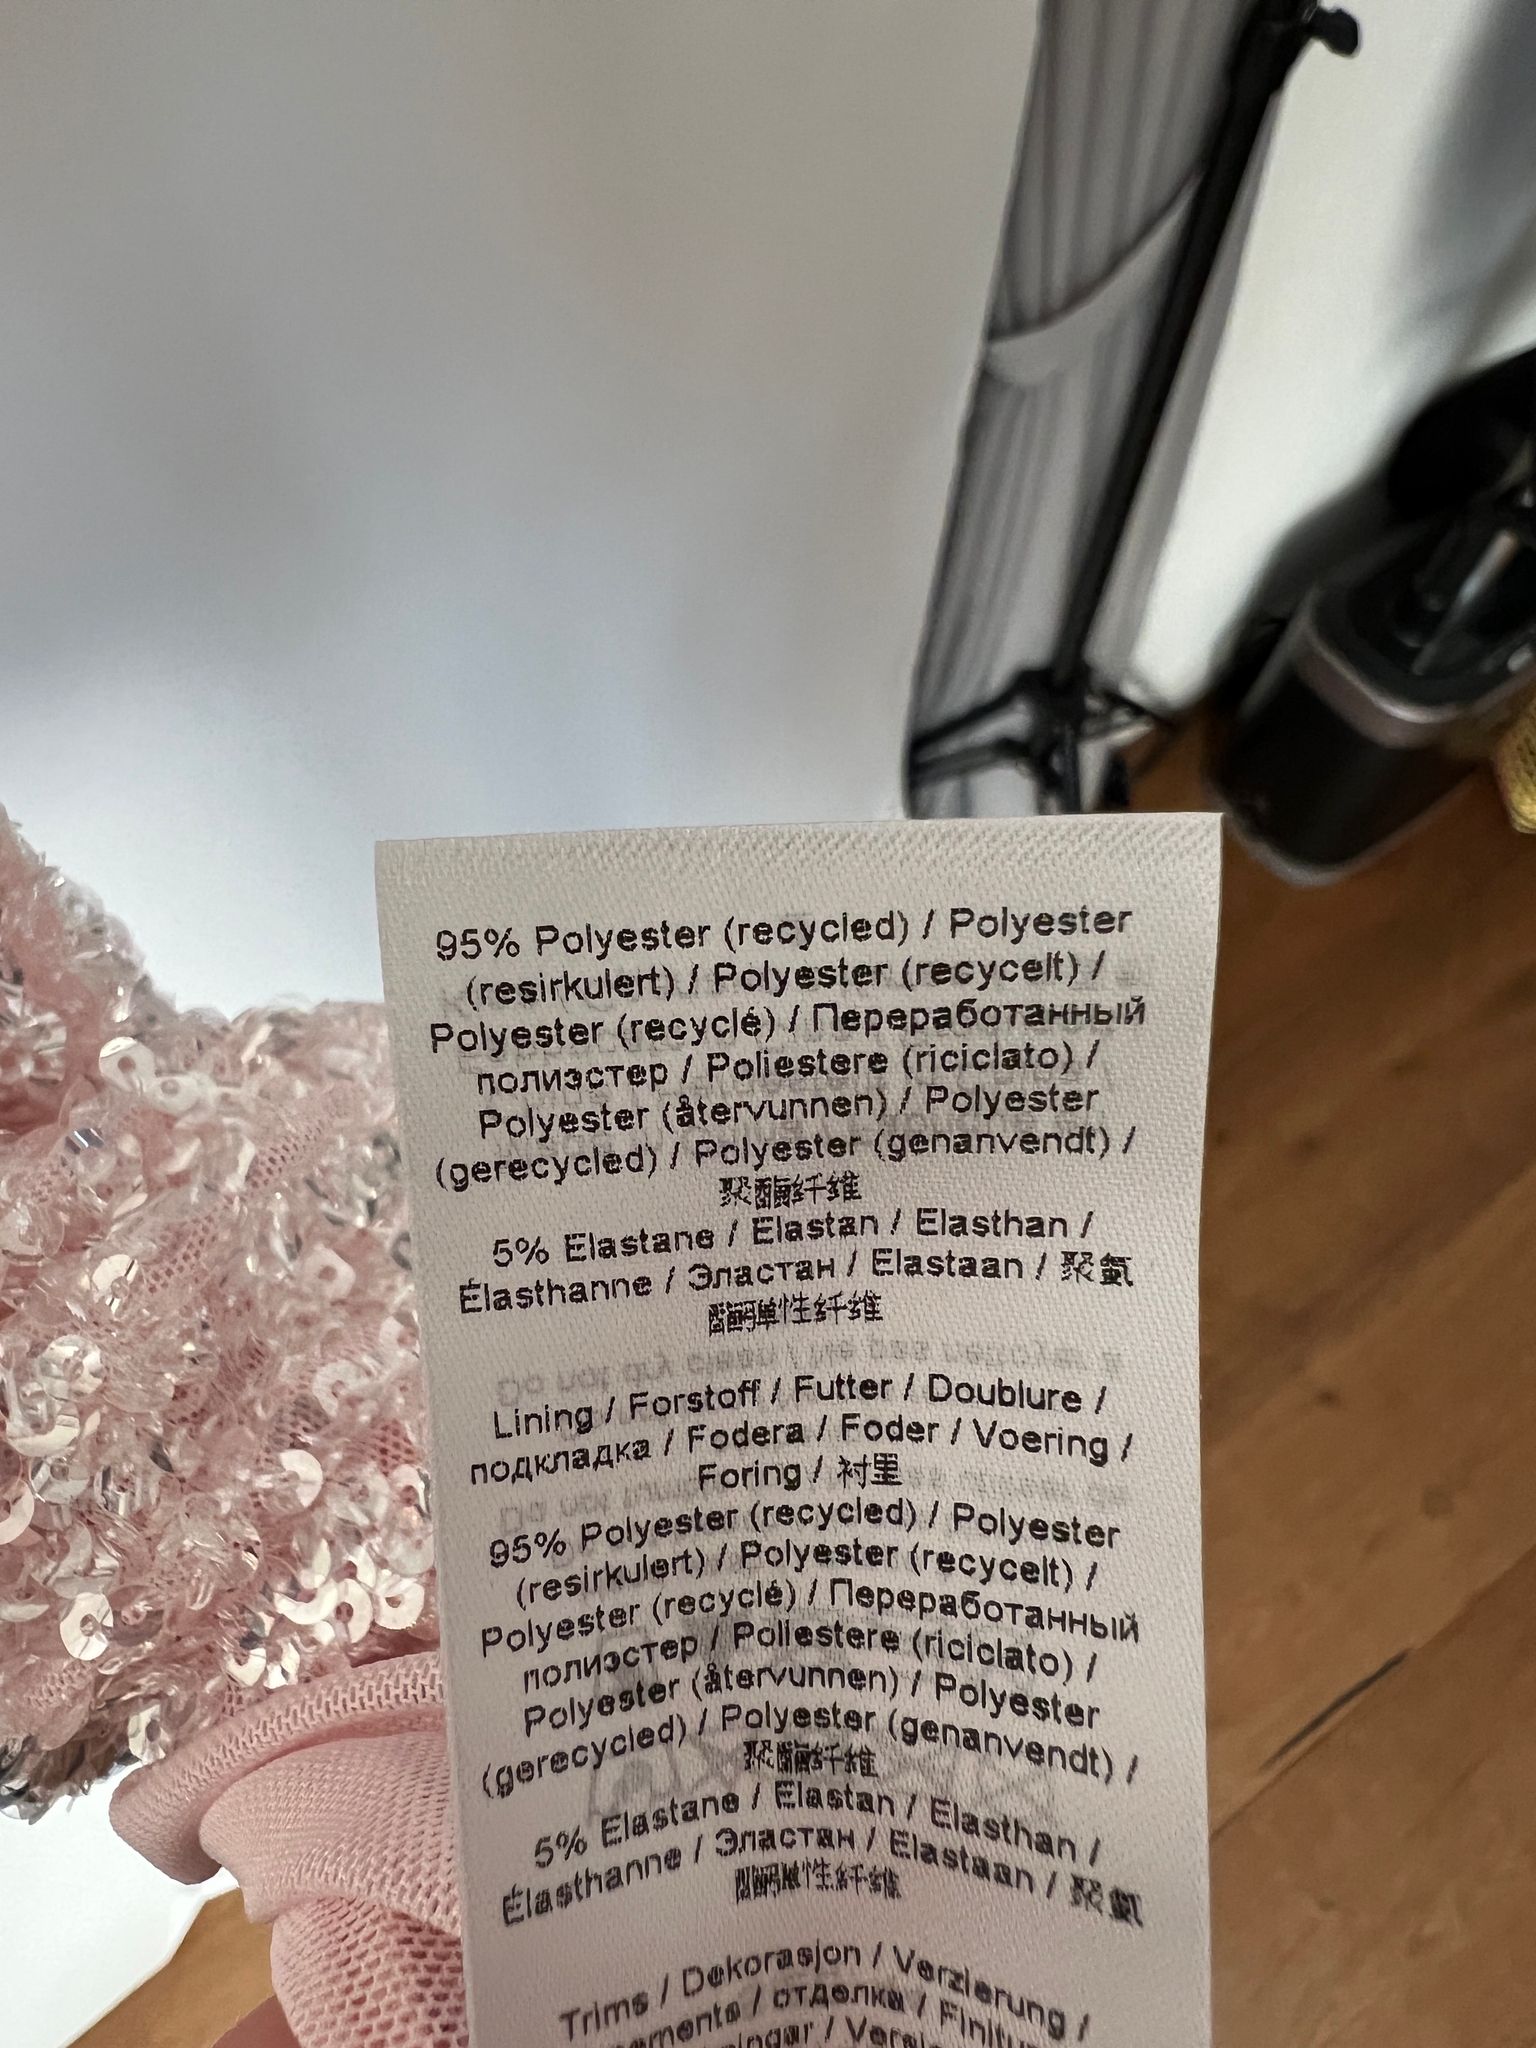 95% Polyester (recycled) / Polyester
(resirkulert) / Polyester (recycelt) /
Polyester (recyclé) / Переработанный
полиэстер / Poliestere (riciclato) /
Polyester (återvunnen) / Polyester
(gerecycled) / Polyester (genanvendt) /
聚酯纤维
5% Elastane / Elastan / Elasthan /
Élasthanne / Эластан / Elastaan / 聚氨
酯弹性纤维
Lining / Forstoff / Futter / Doublure /
подкладка / Fodera / Foder / Voering /
Foring / 衬里
95% Polyester (recycled) / Polyester
(resirkulert) / Polyester (recycelt) /
Polyester (recyclé) / Переработанный
полиэстер / Poliestere (riciclato) /
Polyester (återvunnen) / Polyester
(gerecycled) / Polyester (genanvendt) /
聚酯纤维
5% Elastane / Elastan / Elasthan /
Élasthanne / Эластан / Elastaan / 聚氨
酯弹性纤维
Trims / Dekorasjon / Verzierung /
/ отделка /